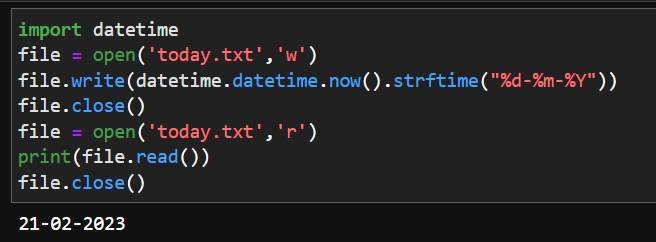 import datetime
file = open('today.txt','w')
file.write(datetime.datetime.now().strftime("%d-%m-%Y"))
file.close()
file = open('today.txt','r')
print(file.read())
file.close()
21-02-2023